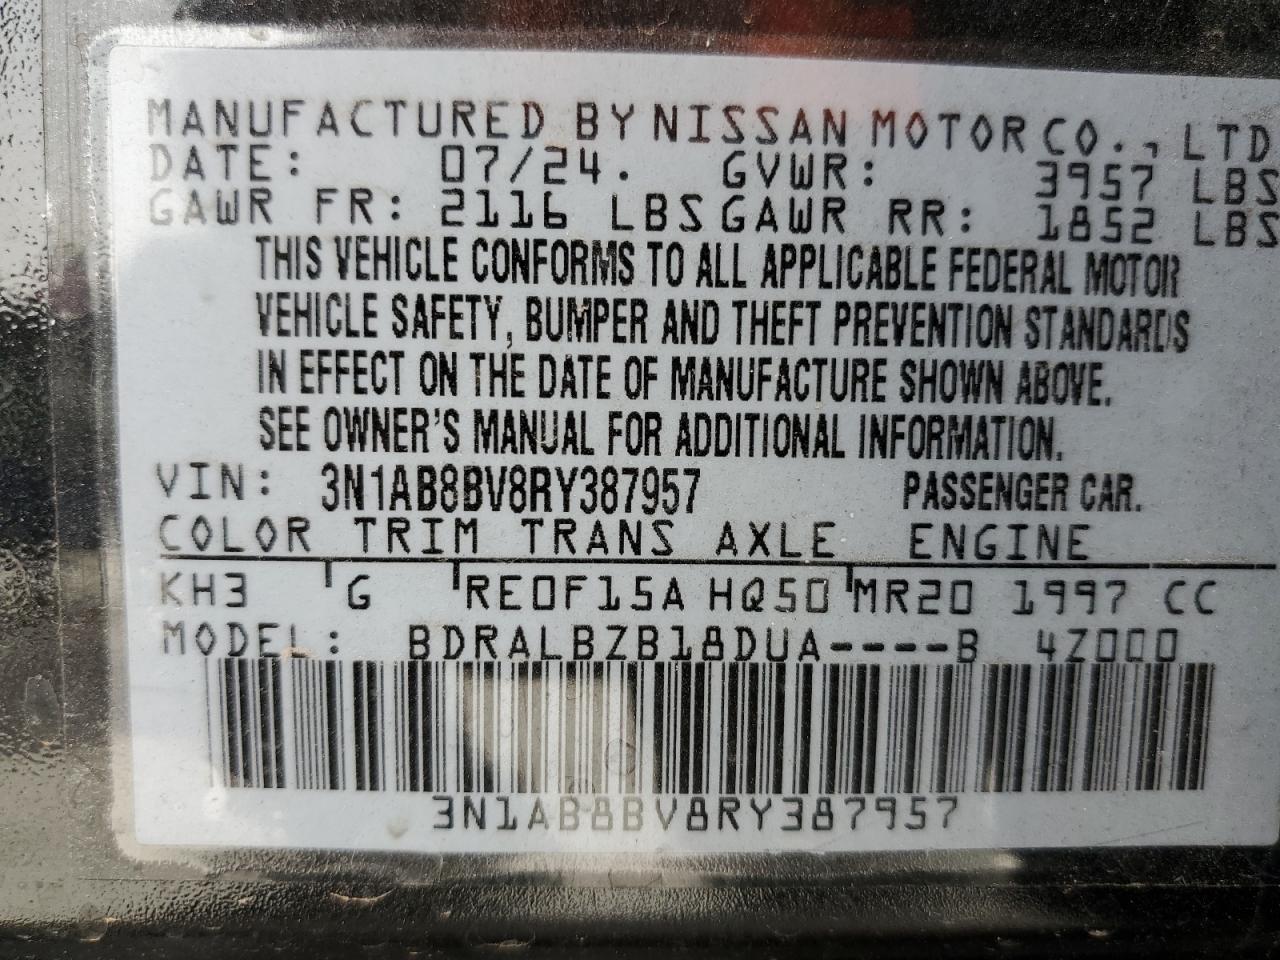 MANUFACTURED BY NISSAN MOTOR CO., LTD
DATE: 07/24. GVWR: 3957 LBS
GAWR FR: 2116 LBS GAWR RR: 1852 LBS
THIS VEHICLE CONFORMS TO ALL APPLICABLE FEDERAL MOTOR
VEHICLE SAFETY, BUMPER AND THEFT PREVENTION STANDARDS
IN EFFECT ON THE DATE OF MANUFACTURE SHOWN ABOVE.
SEE OWNER'S MANUAL FOR ADDITIONAL INFORMATION.
VIN: 3N1AB8BV8RY387957 PASSENGER CAR.
COLOR TRIM TRANS AXLE ENGINE
KH3 G RE0F15A HQ50 MR20 1997 CC
MODEL: BDRALBZB18DUA----B 4Z000
3N1AB8BV8RY387957